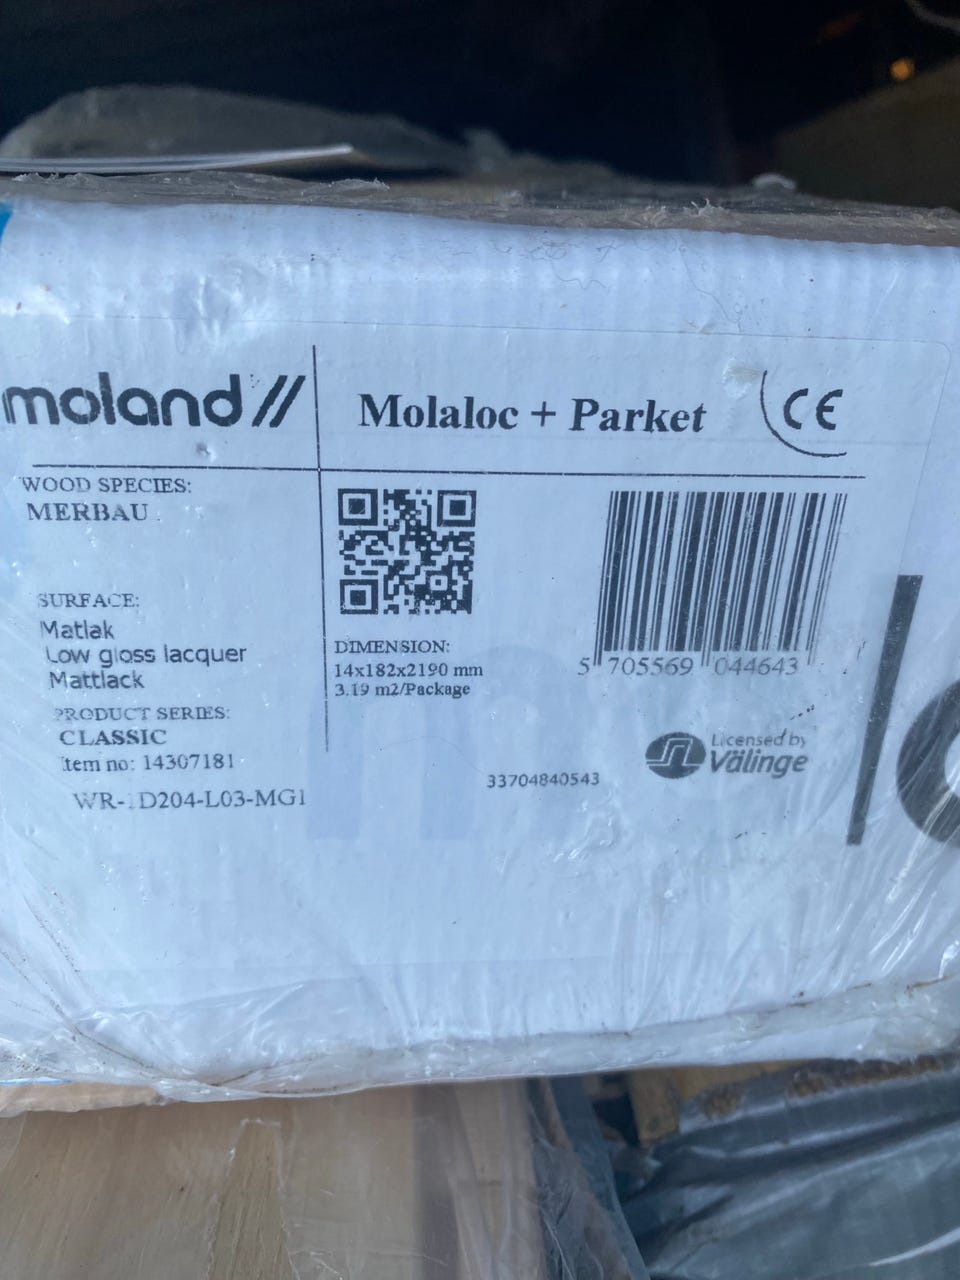 moland//
Molaloc + Parket
CE
WOOD SPECIES:
MERBAU
SURFACE:
Matlak
Low gloss lacquer
Mattlack
PRODUCT SERIES:
CLASSIC
Item no: 14307181
WR-1D204-L03-MG1
DIMENSION:
14x182x2190 mm
3.19 m2/Package
5 705569 044643
33704840543
Licensed by
Välinge